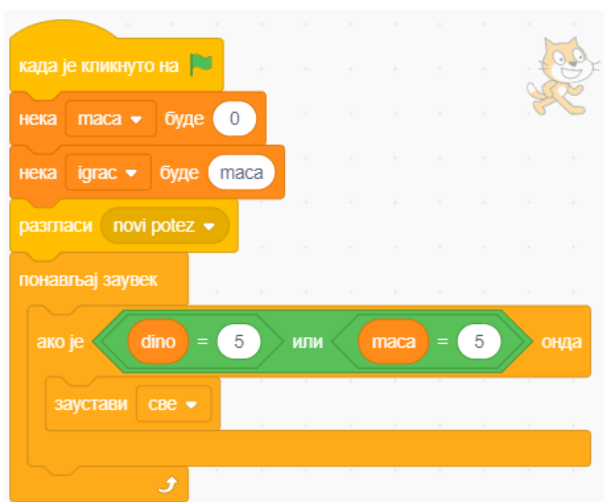 када је кликнуто на
нека maca буде 0
нека igrac буде maca
разгласи novi potez
понављај заувек
ако је dino = 5 или maca = 5 онда
заустави све